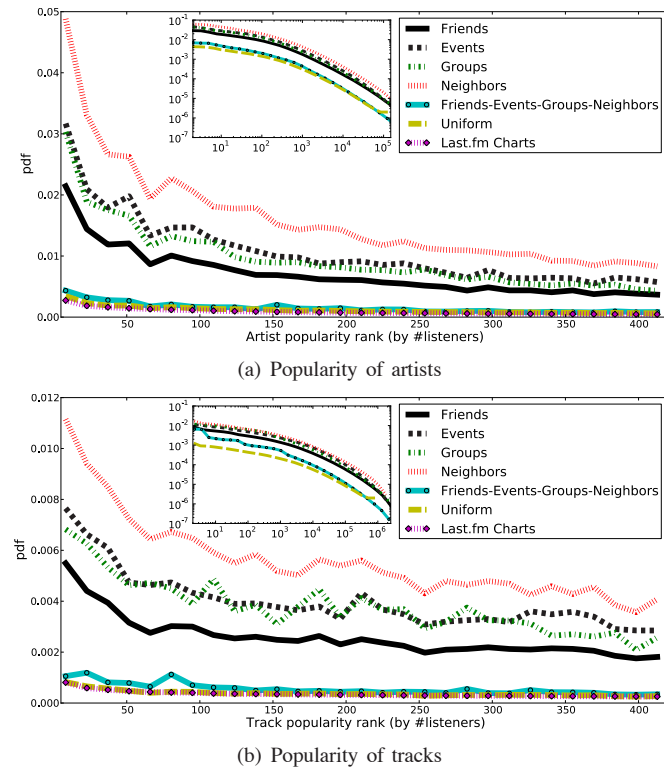 0.05
0.04
0.03
0.02
0.01
0.00
pdf
10^-1
10^-2
10^-3
10^-4
10^-5
10^-6
10^-7
10^1 10^2 10^3 10^4 10^5
Friends
Events
Groups
Neighbors
Friends-Events-Groups-Neighbors
Uniform
Last.fm Charts
50 100 150 200 250 300 350 400
Artist popularity rank (by #listeners)
(a) Popularity of artists
0.012
0.010
0.008
0.006
0.004
0.002
0.000
pdf
10^-1
10^-2
10^-3
10^-4
10^-5
10^-6
10^-7
10^1 10^2 10^3 10^4 10^5 10^6
Friends
Events
Groups
Neighbors
Friends-Events-Groups-Neighbors
Uniform
Last.fm Charts
50 100 150 200 250 300 350 400
Track popularity rank (by #listeners)
(b) Popularity of tracks